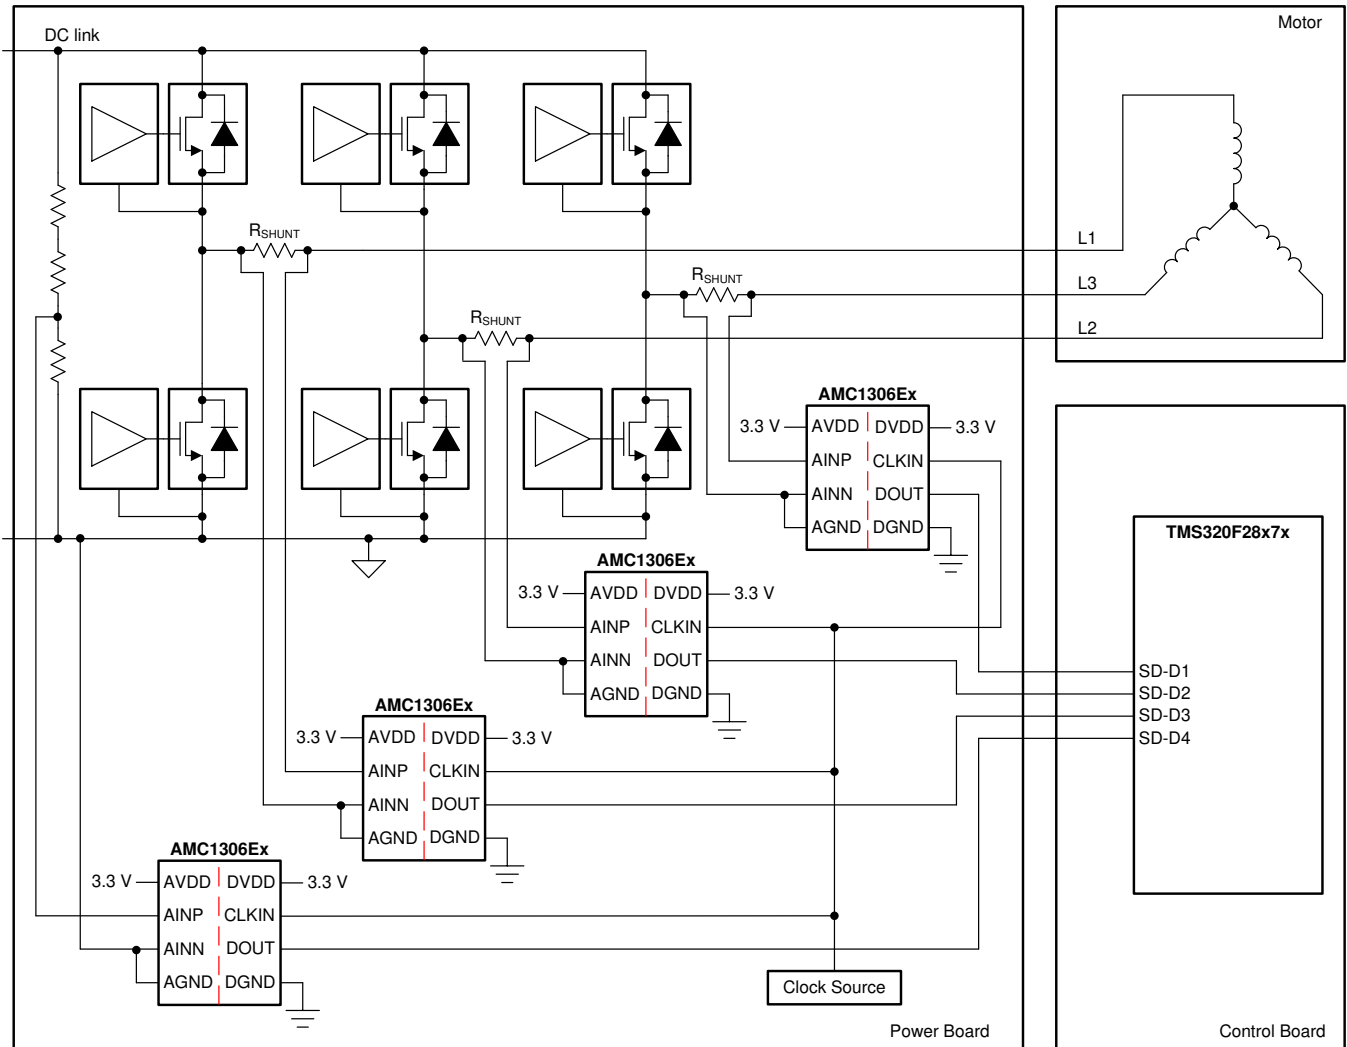 DC link
Motor
R_SHUNT
L1
R_SHUNT
L3
R_SHUNT
L2
AMC1306Ex
3.3 V AVDD DVDD 3.3 V
AINP CLKIN
AINN DOUT
AGND DGND
TMS320F28x7x
AMC1306Ex
3.3 V AVDD DVDD 3.3 V
AINP CLKIN
AINN DOUT
AGND DGND
SD-D1
SD-D2
SD-D3
SD-D4
AMC1306Ex
3.3 V AVDD DVDD 3.3 V
AINP CLKIN
AINN DOUT
AGND DGND
AMC1306Ex
3.3 V AVDD DVDD 3.3 V
AINP CLKIN
AINN DOUT
AGND DGND
Clock Source
Power Board
Control Board